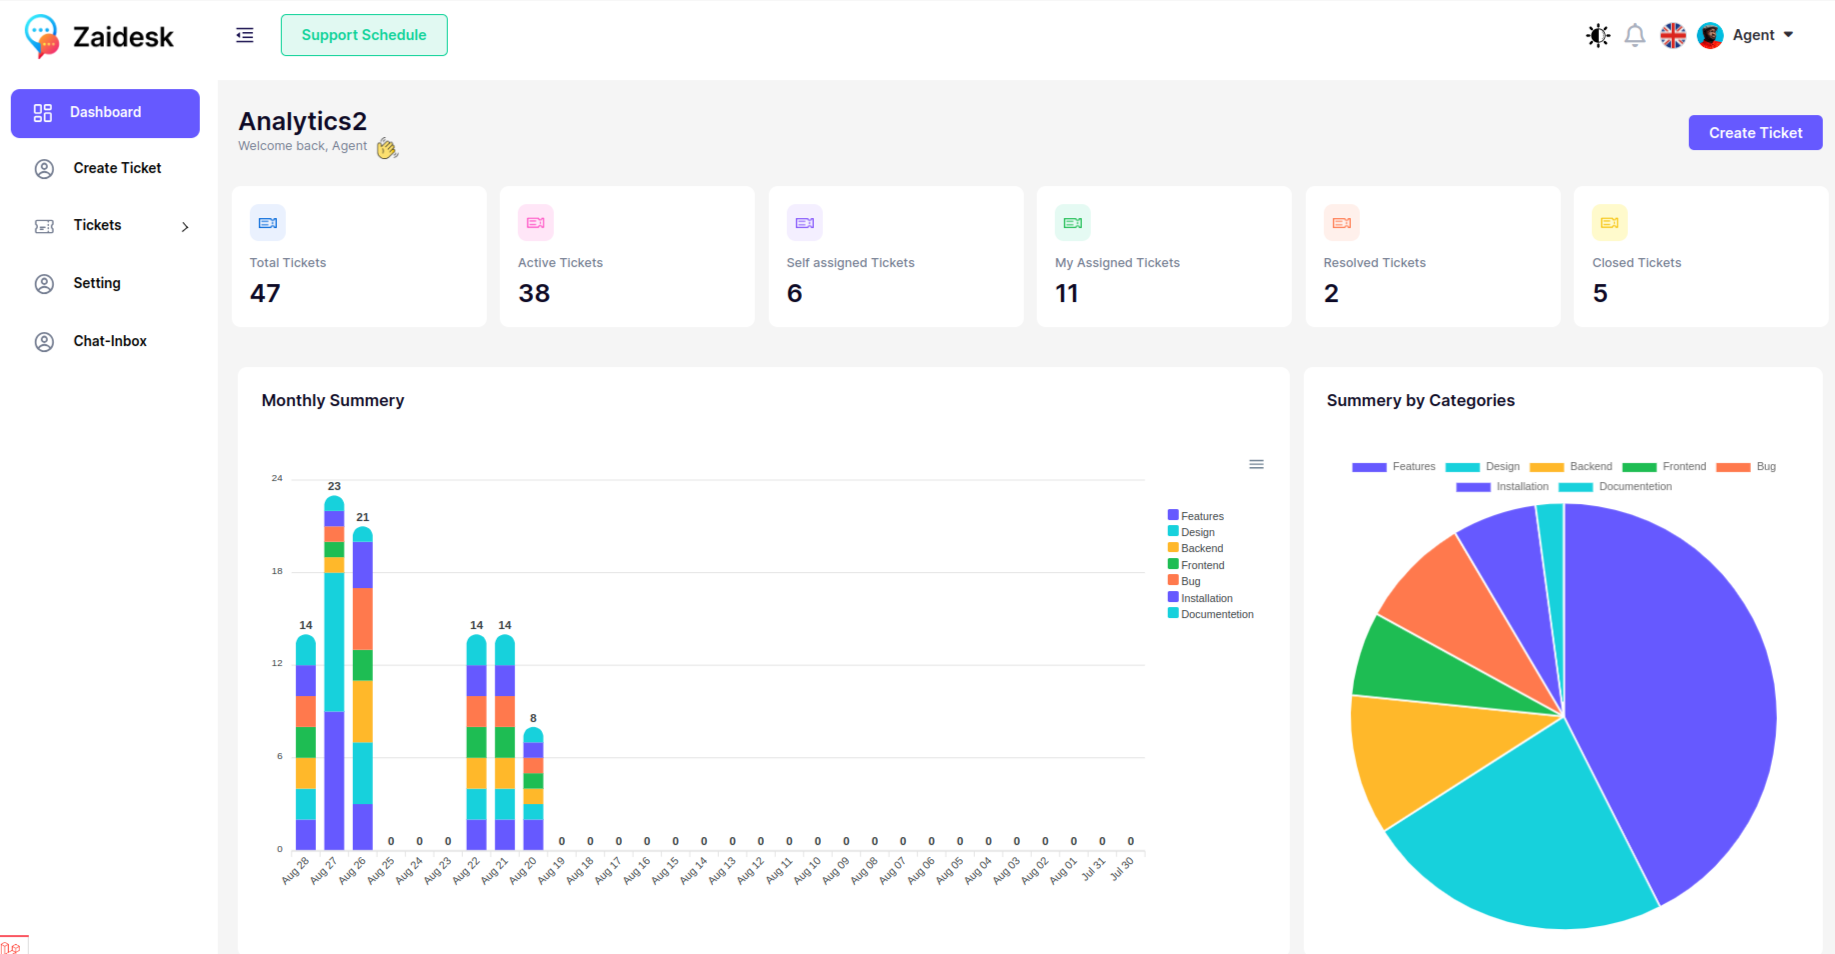 Zaidesk
Support Schedule
Agent
Dashboard
Create Ticket
Tickets
Setting
Chat-Inbox
Analytics2
Welcome back, Agent
Create Ticket
Total Tickets
47
Active Tickets
38
Self assigned Tickets
6
My Assigned Tickets
11
Resolved Tickets
2
Closed Tickets
5
Monthly Summery
24
18
12
6
0
14
23
21
0 0 0
14 14
8
0 0 0 0 0 0 0 0 0 0 0 0 0 0 0 0 0 0 0 0 0
Aug 28 Aug 27 Aug 26 Aug 25 Aug 24 Aug 23 Aug 22 Aug 21 Aug 20 Aug 19 Aug 18 Aug 17 Aug 16 Aug 15 Aug 14 Aug 13 Aug 12 Aug 11 Aug 10 Aug 09 Aug 08 Aug 07 Aug 06 Aug 05 Aug 04 Aug 03 Aug 02 Aug 01 Jul 31 Jul 30
Features
Design
Backend
Frontend
Bug
Installation
Documentetion
Summery by Categories
Features Design Backend Frontend Bug
Installation Documentetion